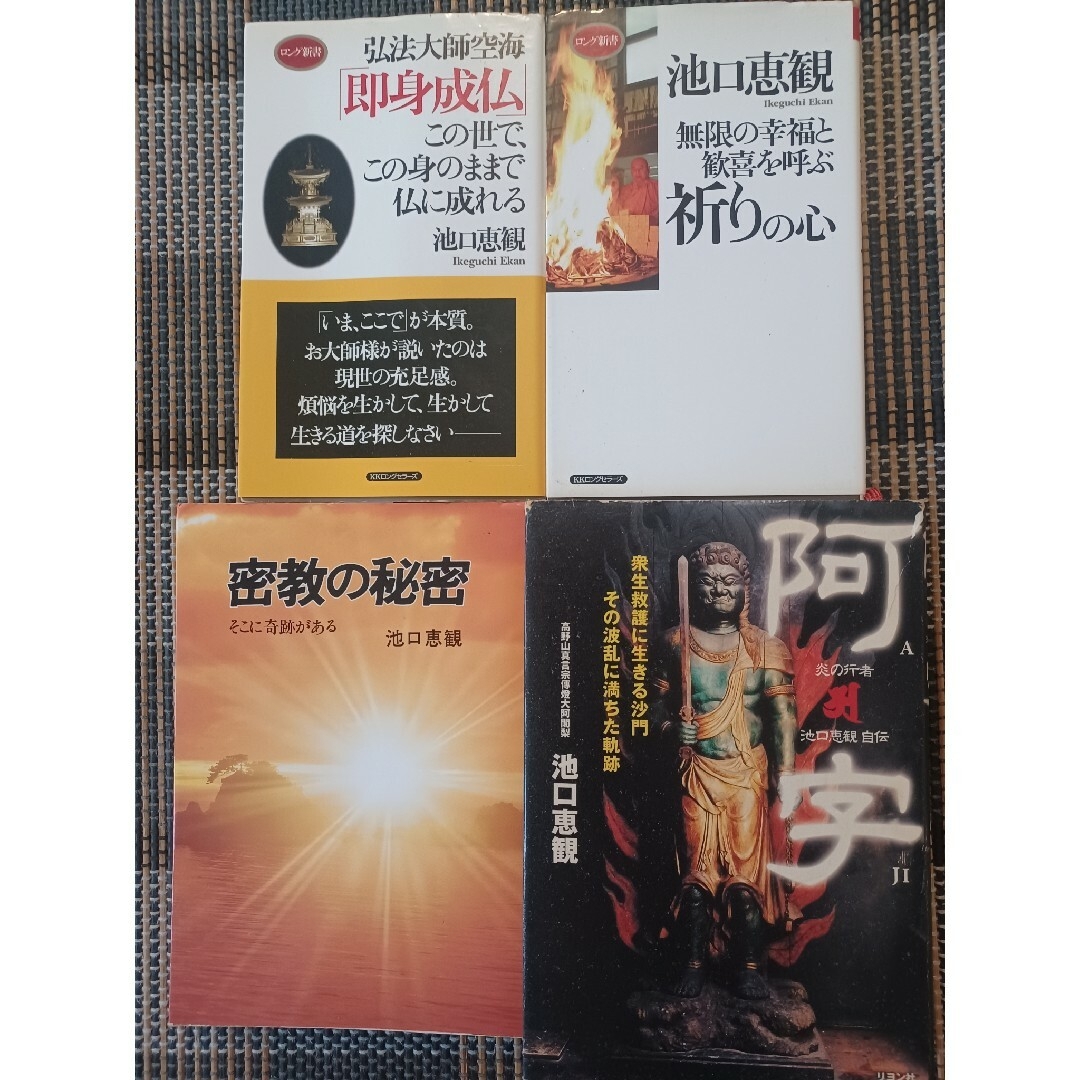 ロング新書
弘法大師空海
「即身成仏」
この世で、
この身のままで
仏に成れる
池口恵観
Ikeguchi Ekan
「いま、ここで」が本質。
お大師様が説いたのは
現世の充足感。
煩悩を生かして、生かして
生きる道を探しなさい――
KKロングセラーズ
ロング新書
池口恵観
Ikeguchi Ekan
無限の幸福と
歓喜を呼ぶ
祈りの心
KKロングセラーズ
密教の秘密
そこに奇跡がある
池口恵観
阿字
A
JI
炎の行者
池口恵観 自伝
衆生救護に生きる沙門
その波乱に満ちた軌跡
高野山真言宗傳燈大阿闍梨
池口恵観
リヨン社